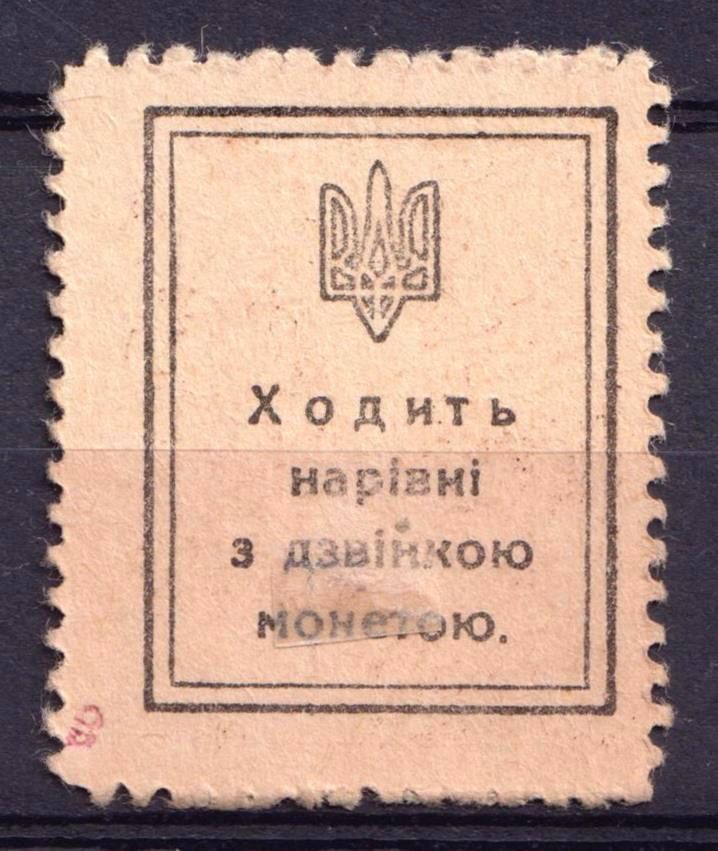 Ходить
нарівні
з дзвінкою
монетою.